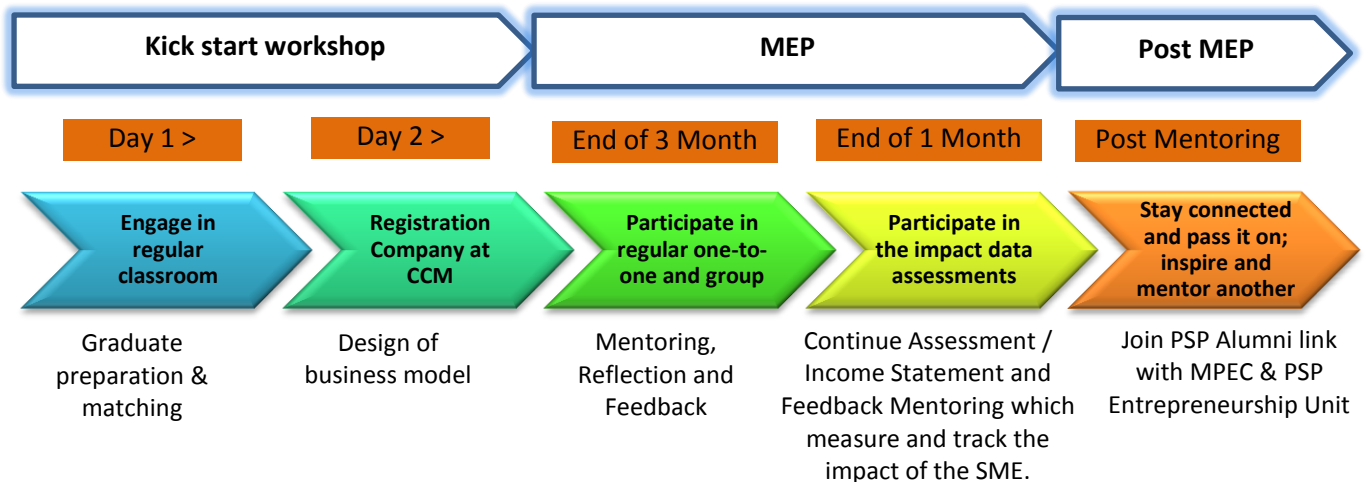 Kick start workshop
MEP
Post MEP
Day 1 >
Day 2 >
End of 3 Month
End of 1 Month
Post Mentoring
Engage in
regular
classroom
Registration
Company at
CCM
Participate in
regular one-to-
one and group
Participate in
the impact data
assessments
Stay connected
and pass it on;
inspire and
mentor another
Graduate
preparation &
matching
Design of
business model
Mentoring,
Reflection and
Feedback
Continue Assessment /
Income Statement and
Feedback Mentoring which
measure and track the
impact of the SME.
Join PSP Alumni link
with MPEC & PSP
Entrepreneurship Unit